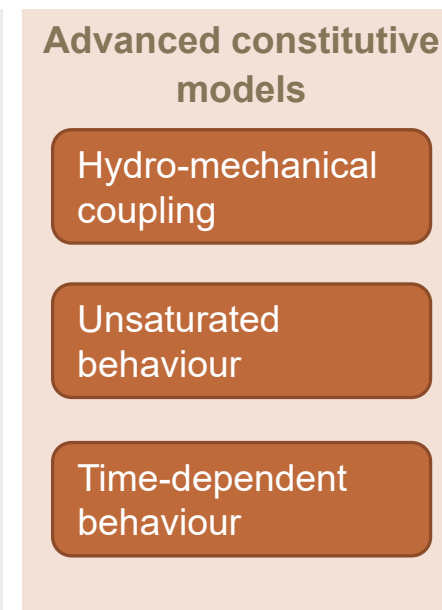 Advanced constitutive
models
Hydro-mechanical
coupling
Unsaturated
behaviour
Time-dependent
behaviour